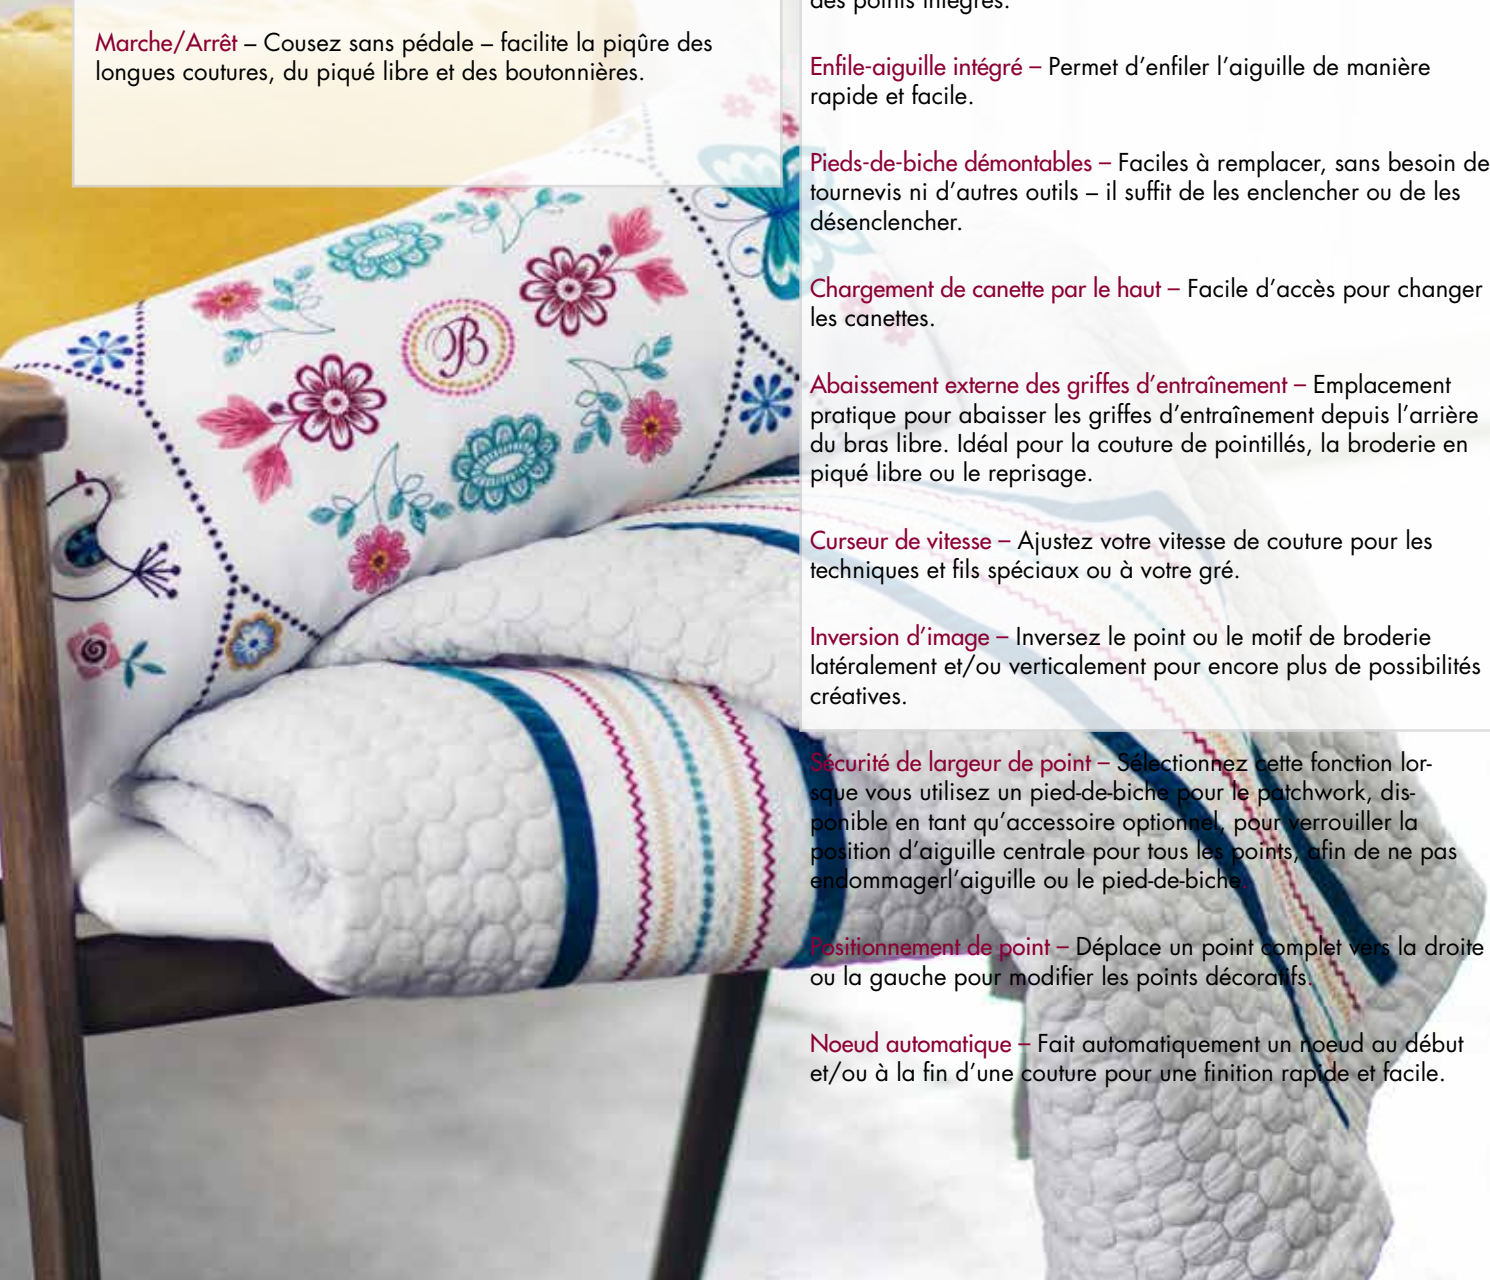 Marche/Arrêt – Cousez sans pédale – facilite la piqûre des
longues coutures, du piqué libre et des boutonnières.
B
des points intégrés.
Enfile-aiguille intégré – Permet d’enfiler l’aiguille de manière
rapide et facile.
Pieds-de-biche démontables – Faciles à remplacer, sans besoin de
tournevis ni d’autres outils – il suffit de les enclencher ou de les
désenclencher.
Chargement de canette par le haut – Facile d’accès pour changer
les canettes.
Abaissement externe des griffes d’entraînement – Emplacement
pratique pour abaisser les griffes d’entraînement depuis l’arrière
du bras libre. Idéal pour la couture de pointillés, la broderie en
piqué libre ou le reprisage.
Curseur de vitesse – Ajustez votre vitesse de couture pour les
techniques et fils spéciaux ou à votre gré.
Inversion d’image – Inversez le point ou le motif de broderie
latéralement et/ou verticalement pour encore plus de possibilités
créatives.
Sécurité de largeur de point – Sélectionnez cette fonction lor-
sque vous utilisez un pied-de-biche pour le patchwork, dis-
ponible en tant qu’accessoire optionnel, pour verrouiller la
position d’aiguille centrale pour tous les points, afin de ne pas
endommagerl’aiguille ou le pied-de-biche.
Positionnement de point – Déplace un point complet vers la droite
ou la gauche pour modifier les points décoratifs.
Noeud automatique – Fait automatiquement un noeud au début
et/ou à la fin d’une couture pour une finition rapide et facile.